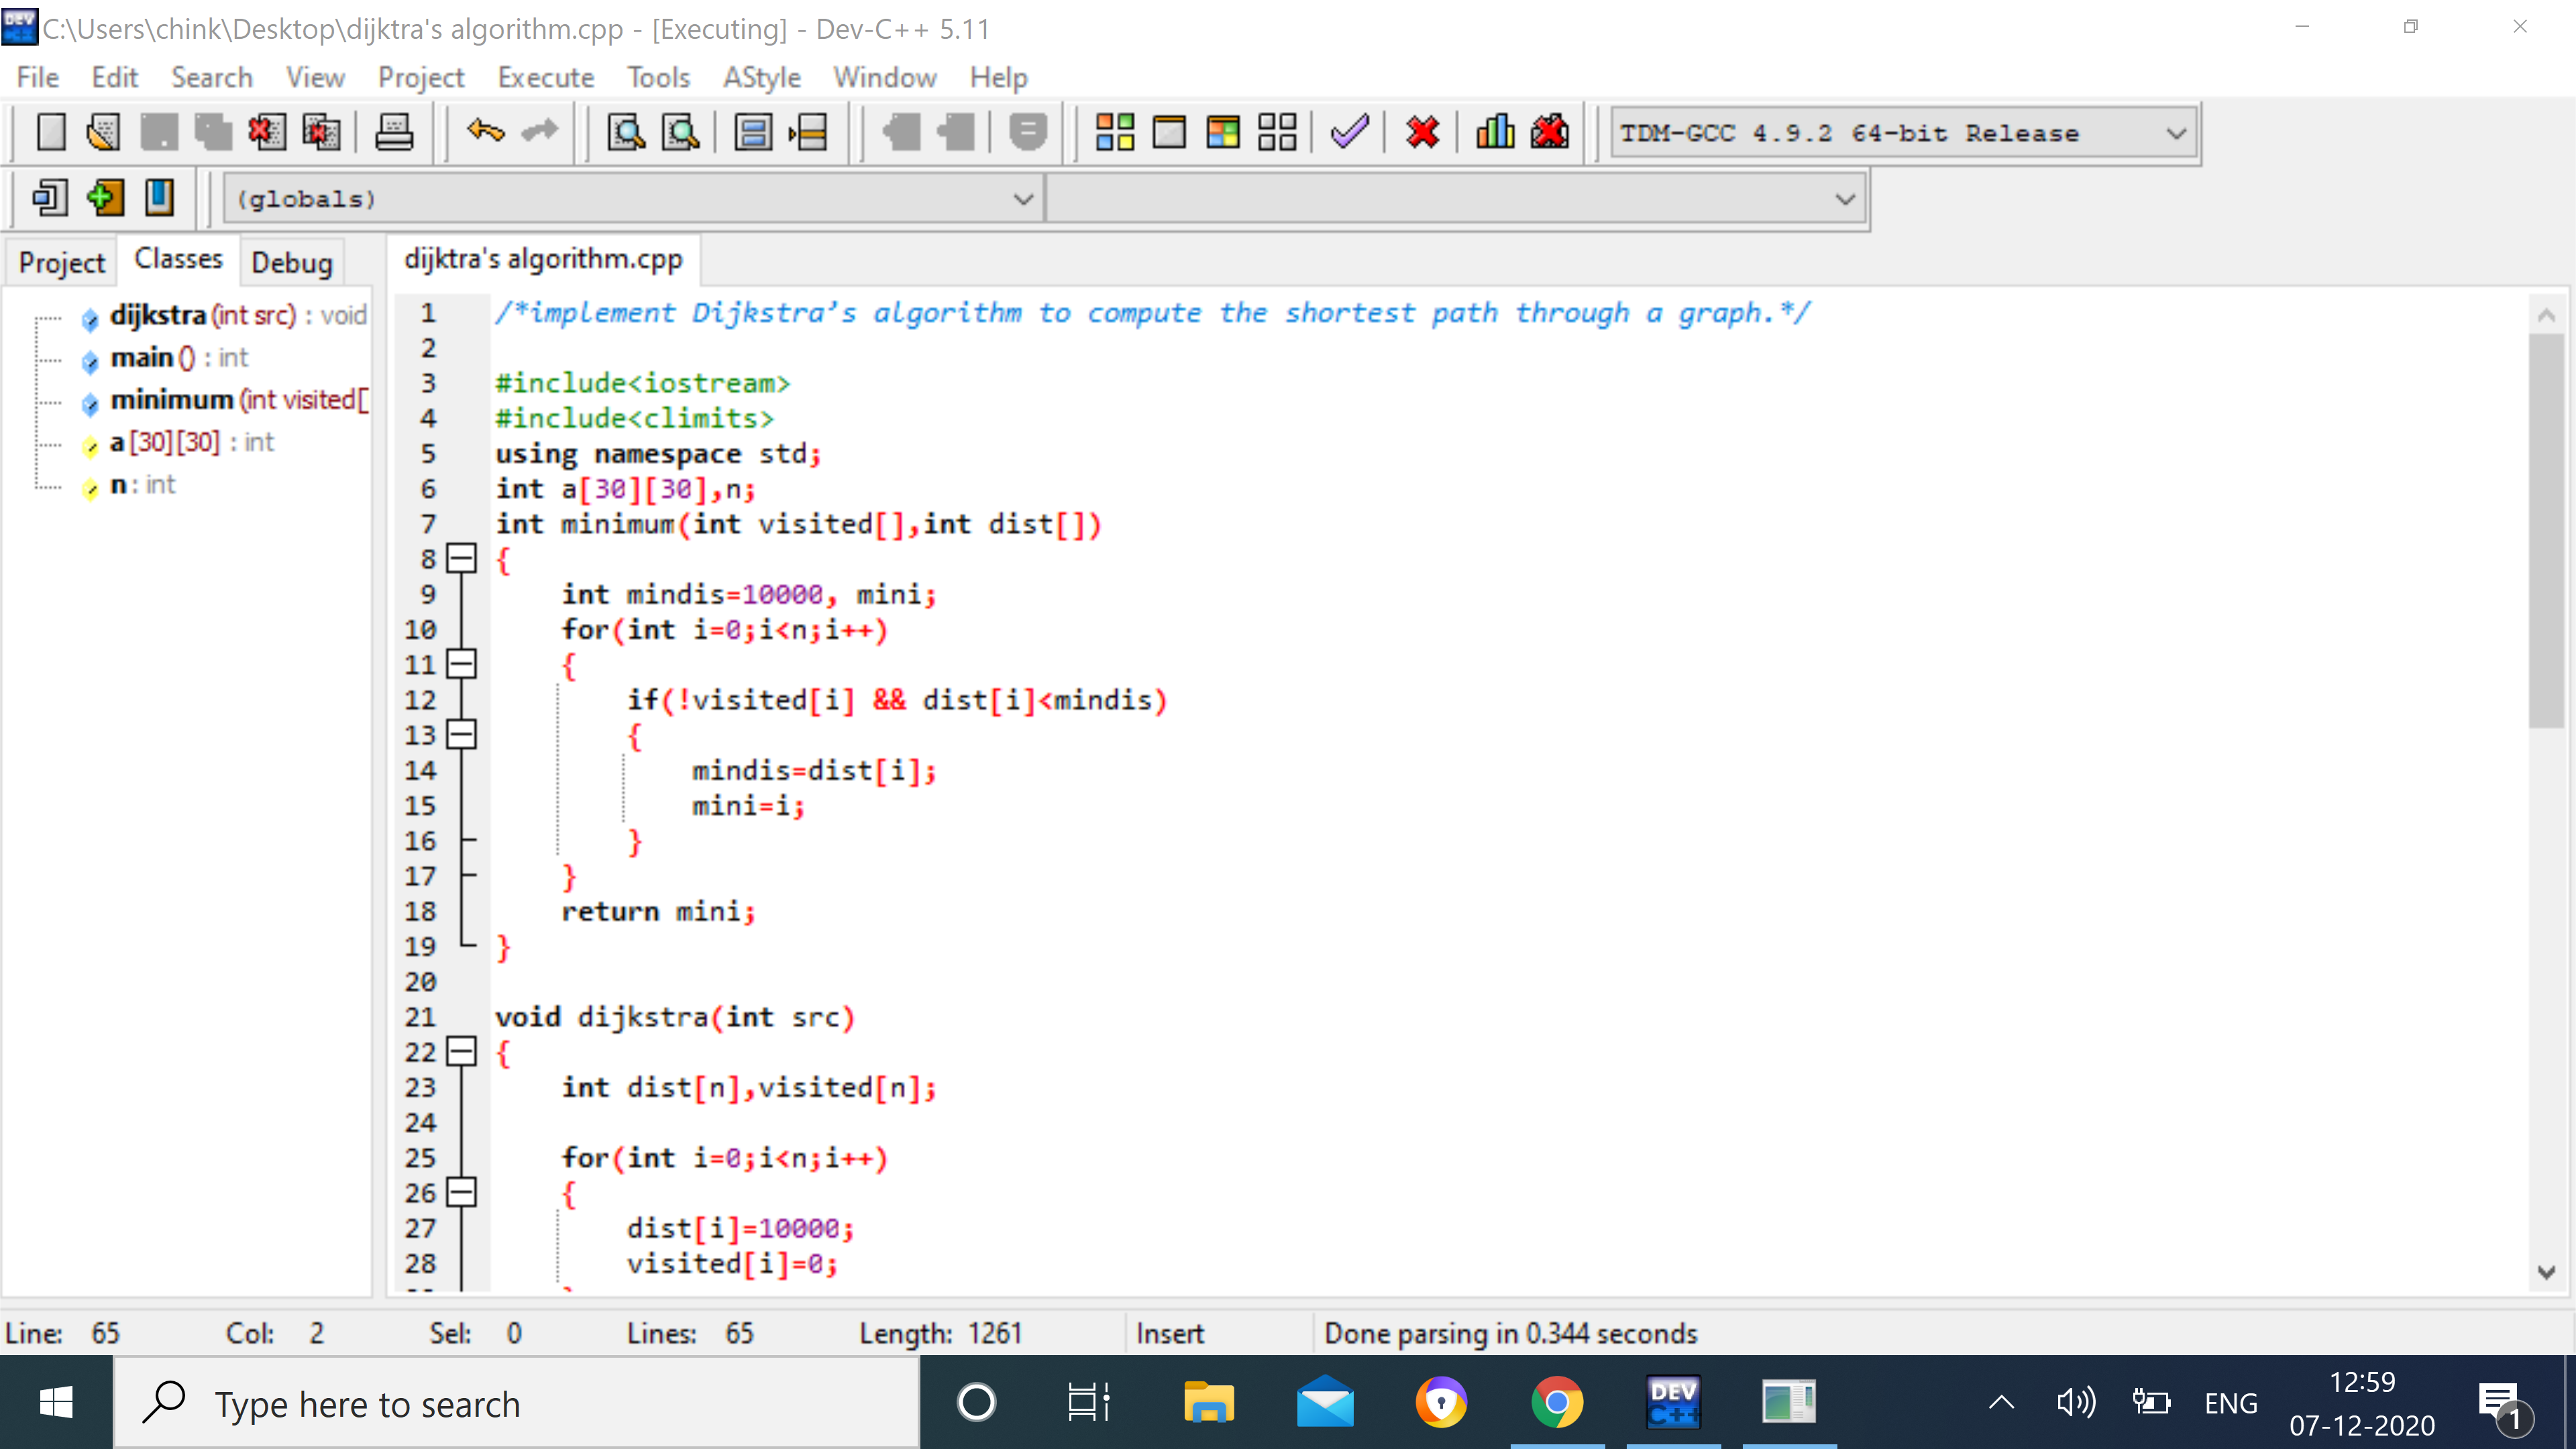 C:\Users\chink\Desktop\dijktra's algorithm.cpp - [Executing] - Dev-C++ 5.11
File Edit Search View Project Execute Tools AStyle Window Help
TDM-GCC 4.9.2 64-bit Release
(globals)
Project Classes Debug
dijkstra (int src) : void
main () : int
minimum (int visited[
a [30][30] : int
n : int
dijktra's algorithm.cpp
1 /*implement Dijkstra’s algorithm to compute the shortest path through a graph.*/
2
3 #include<iostream>
4 #include<climits>
5 using namespace std;
6 int a[30][30],n;
7 int minimum(int visited[],int dist[])
8 {
9     int mindis=10000, mini;
10     for(int i=0;i<n;i++)
11     {
12         if(!visited[i] && dist[i]<mindis)
13         {
14             mindis=dist[i];
15             mini=i;
16         }
17     }
18     return mini;
19 }
20
21 void dijkstra(int src)
22 {
23     int dist[n],visited[n];
24
25     for(int i=0;i<n;i++)
26     {
27         dist[i]=10000;
28         visited[i]=0;
Line: 65 Col: 2 Sel: 0 Lines: 65 Length: 1261 Insert Done parsing in 0.344 seconds
Type here to search
DEV C++
ENG
12:59
07-12-2020
1